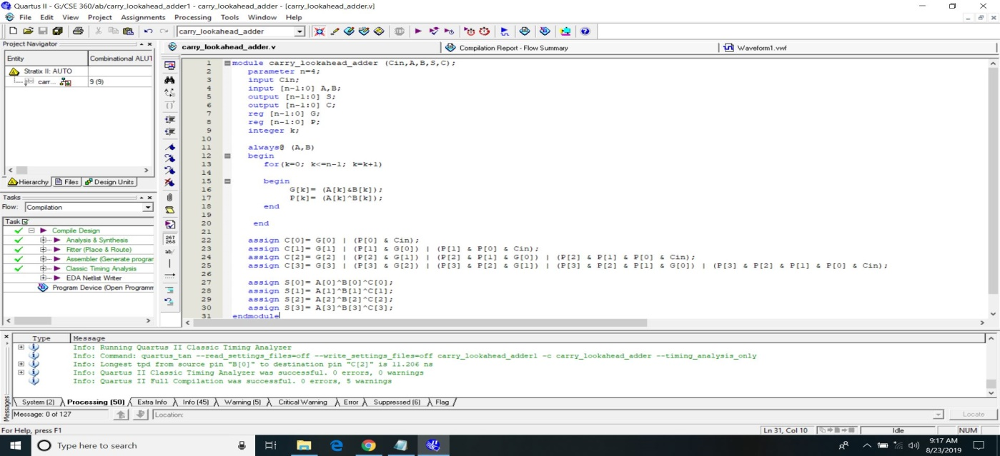 Quartus II - G:/CSE 360/ab/carry_lookahead_adder1 - carry_lookahead_adder - [carry_lookahead_adder.v]
File Edit View Project Assignments Processing Tools Window Help
carry_lookahead_adder
Project Navigator
Entity Combinational ALUT
Stratix II: AUTO
carr... 9 (9)
Hierarchy Files Design Units
Tasks
Flow: Compilation
Task
Compile Design
Analysis & Synthesis
Fitter (Place & Route)
Assembler (Generate prograr
Classic Timing Analysis
EDA Netlist Writer
Program Device (Open Programm
carry_lookahead_adder.v Compilation Report - Flow Summary Waveform1.vwf
1 module carry_lookahead_adder (Cin,A,B,S,C);
2 parameter n=4;
3 input Cin;
4 input [n-1:0] A,B;
5 output [n-1:0] S;
6 output [n-1:0] C;
7 reg [n-1:0] G;
8 reg [n-1:0] P;
9 integer k;
10
11 always@ (A,B)
12 begin
13 for(k=0; k<=n-1; k=k+1)
14
15 begin
16 G[k]= (A[k]&B[k]);
17 P[k]= (A[k]^B[k]);
18 end
19
20 end
21
22 assign C[0]= G[0] | (P[0] & Cin);
23 assign C[1]= G[1] | (P[1] & G[0]) | (P[1] & P[0] & Cin);
24 assign C[2]= G[2] | (P[2] & G[1]) | (P[2] & P[1] & G[0]) | (P[2] & P[1] & P[0] & Cin);
25 assign C[3]= G[3] | (P[3] & G[2]) | (P[3] & P[2] & G[1]) | (P[3] & P[2] & P[1] & G[0]) | (P[3] & P[2] & P[1] & P[0] & Cin);
26
27 assign S[0]= A[0]^B[0]^C[0];
28 assign S[1]= A[1]^B[1]^C[1];
29 assign S[2]= A[2]^B[2]^C[2];
30 assign S[3]= A[3]^B[3]^C[3];
31 endmodule
267
268
ab/
Type Message
Info: Running Quartus II Classic Timing Analyzer
Info: Command: quartus_tan --read_settings_files=off --write_settings_files=off carry_lookahead_adder1 -c carry_lookahead_adder --timing_analysis_only
Info: Longest tpd from source pin "B[0]" to destination pin "C[2]" is 11.206 ns
Info: Quartus II Classic Timing Analyzer was successful. 0 errors, 0 warnings
Info: Quartus II Full Compilation was successful. 0 errors, 5 warnings
System (2) Processing (50) Extra Info Info (45) Warning (5) Critical Warning Error Suppressed (6) Flag
Messages
Message: 0 of 127 Location: Locate
For Help, press F1 Ln 31, Col 10 Idle NUM
Type here to search 9:17 AM
8/23/2019